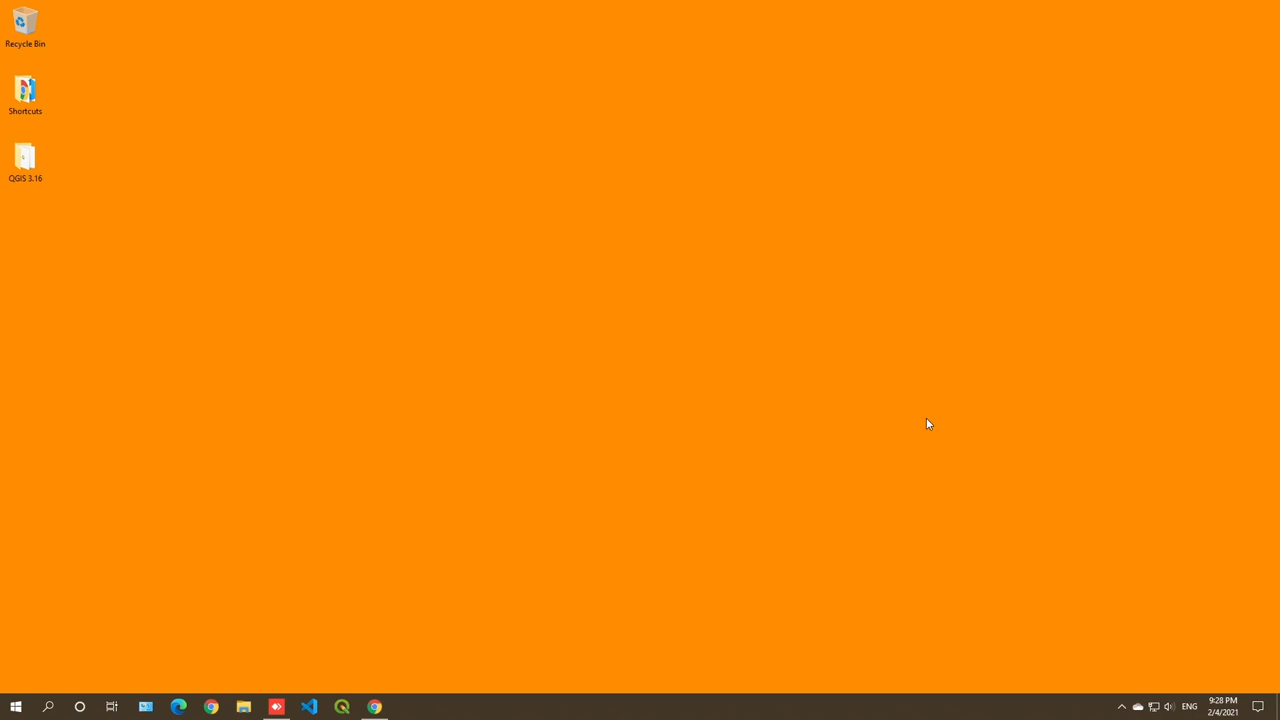 Recycle Bin
Shortcuts
QGIS 3.16
ENG
9:28 PM
2/4/2021